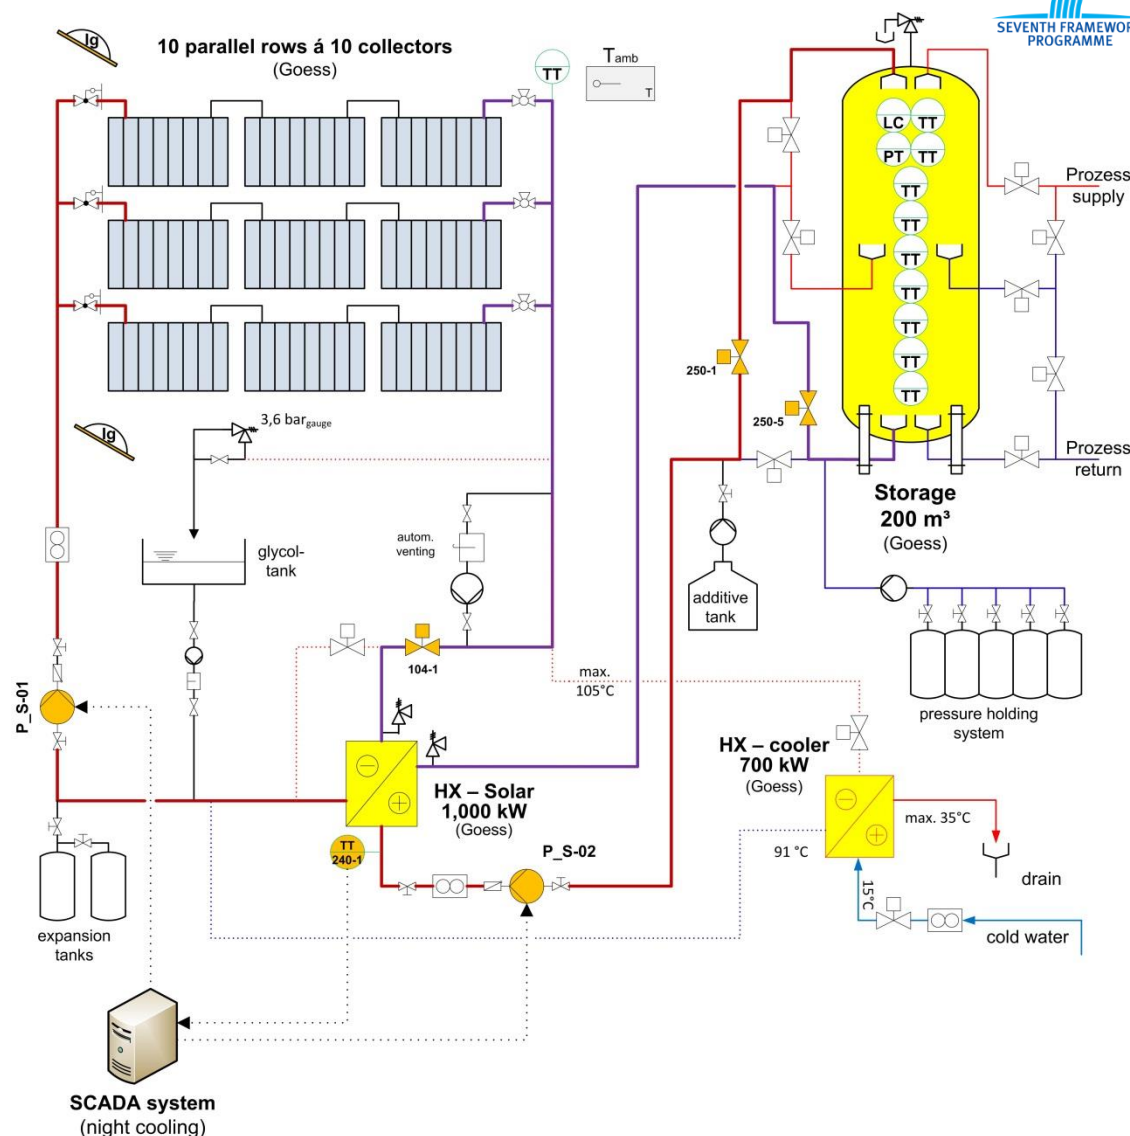 SEVENTH FRAMEWORK
PROGRAMME
Ig
10 parallel rows á 10 collectors
(Goess)
TT
Tamb
T
LC
TT
PT
TT
TT
TT
TT
TT
TT
TT
TT
Prozess
supply
250-1
250-5
Ig
3,6 bar gauge
Prozess
return
Storage
200 m³
(Goess)
glycol-
tank
autom.
venting
additive
tank
104-1
max.
105°C
pressure holding
system
P_S-01
HX – Solar
1,000 kW
(Goess)
HX – cooler
700 kW
(Goess)
max. 35°C
TT
240-1
P_S-02
91 °C
15°C
drain
cold water
expansion
tanks
SCADA system
(night cooling)